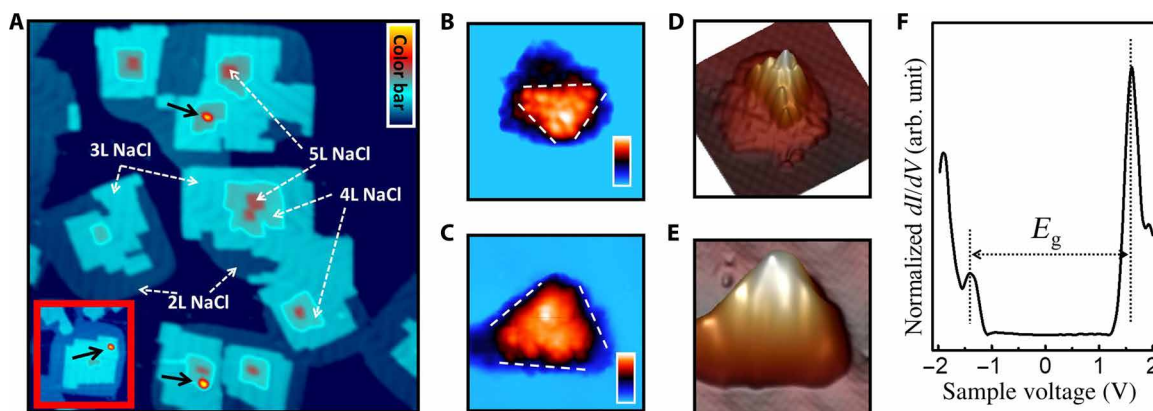 A
Color bar
3L NaCl
5L NaCl
4L NaCl
2L NaCl
B
C
D
E
F
Normalized dI/dV (arb. unit)
Eg
−2 −1 0 1 2
Sample voltage (V)